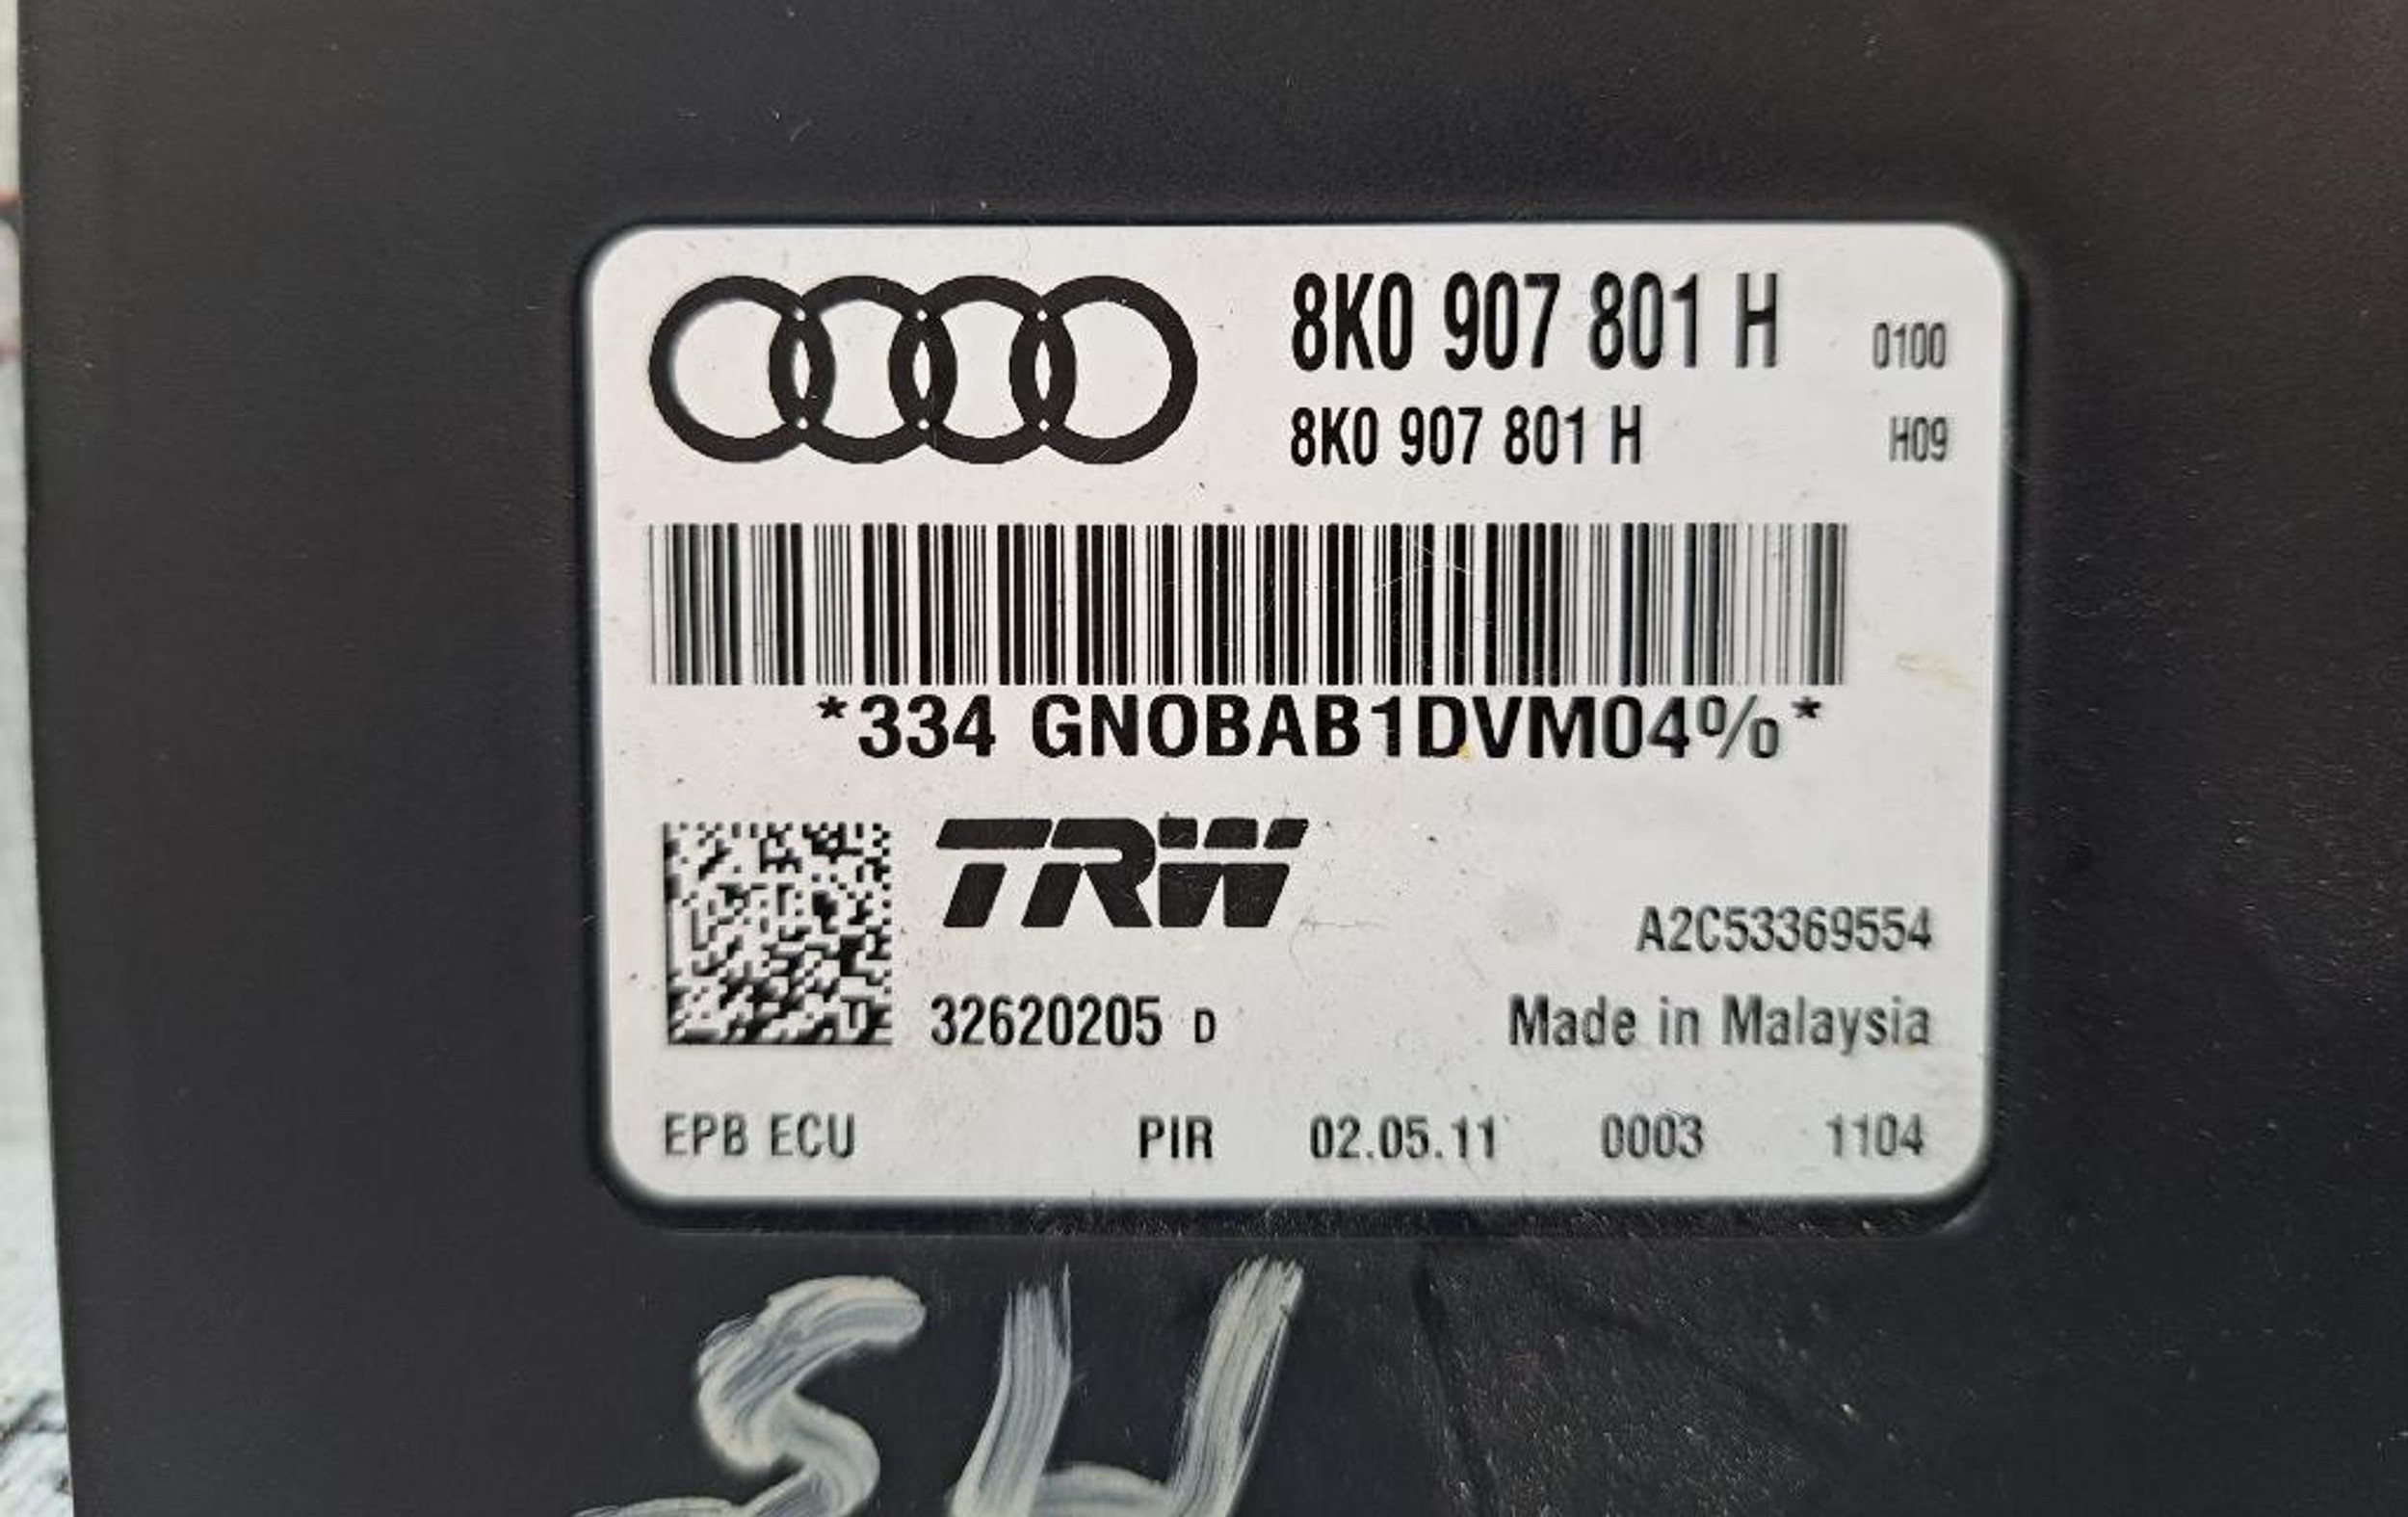 8K0 907 801 H 0100
8K0 907 801 H H09
*334 GN0BAB1DVM04%*
TRW
A2C53369554
32620205 D Made in Malaysia
EPB ECU PIR 02.05.11 0003 1104